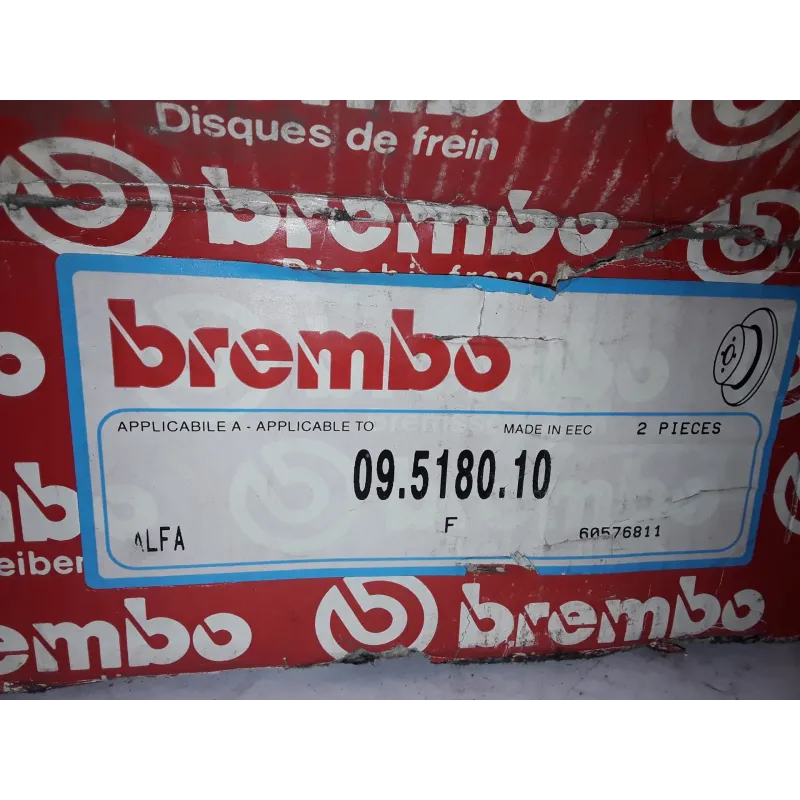 brembo
Disques de frein
brembo
brembo
APPLICABILE A - APPLICABLE TO
MADE IN EEC
2 PIECES
09.5180.10
ALFA
F
60576811
brembo